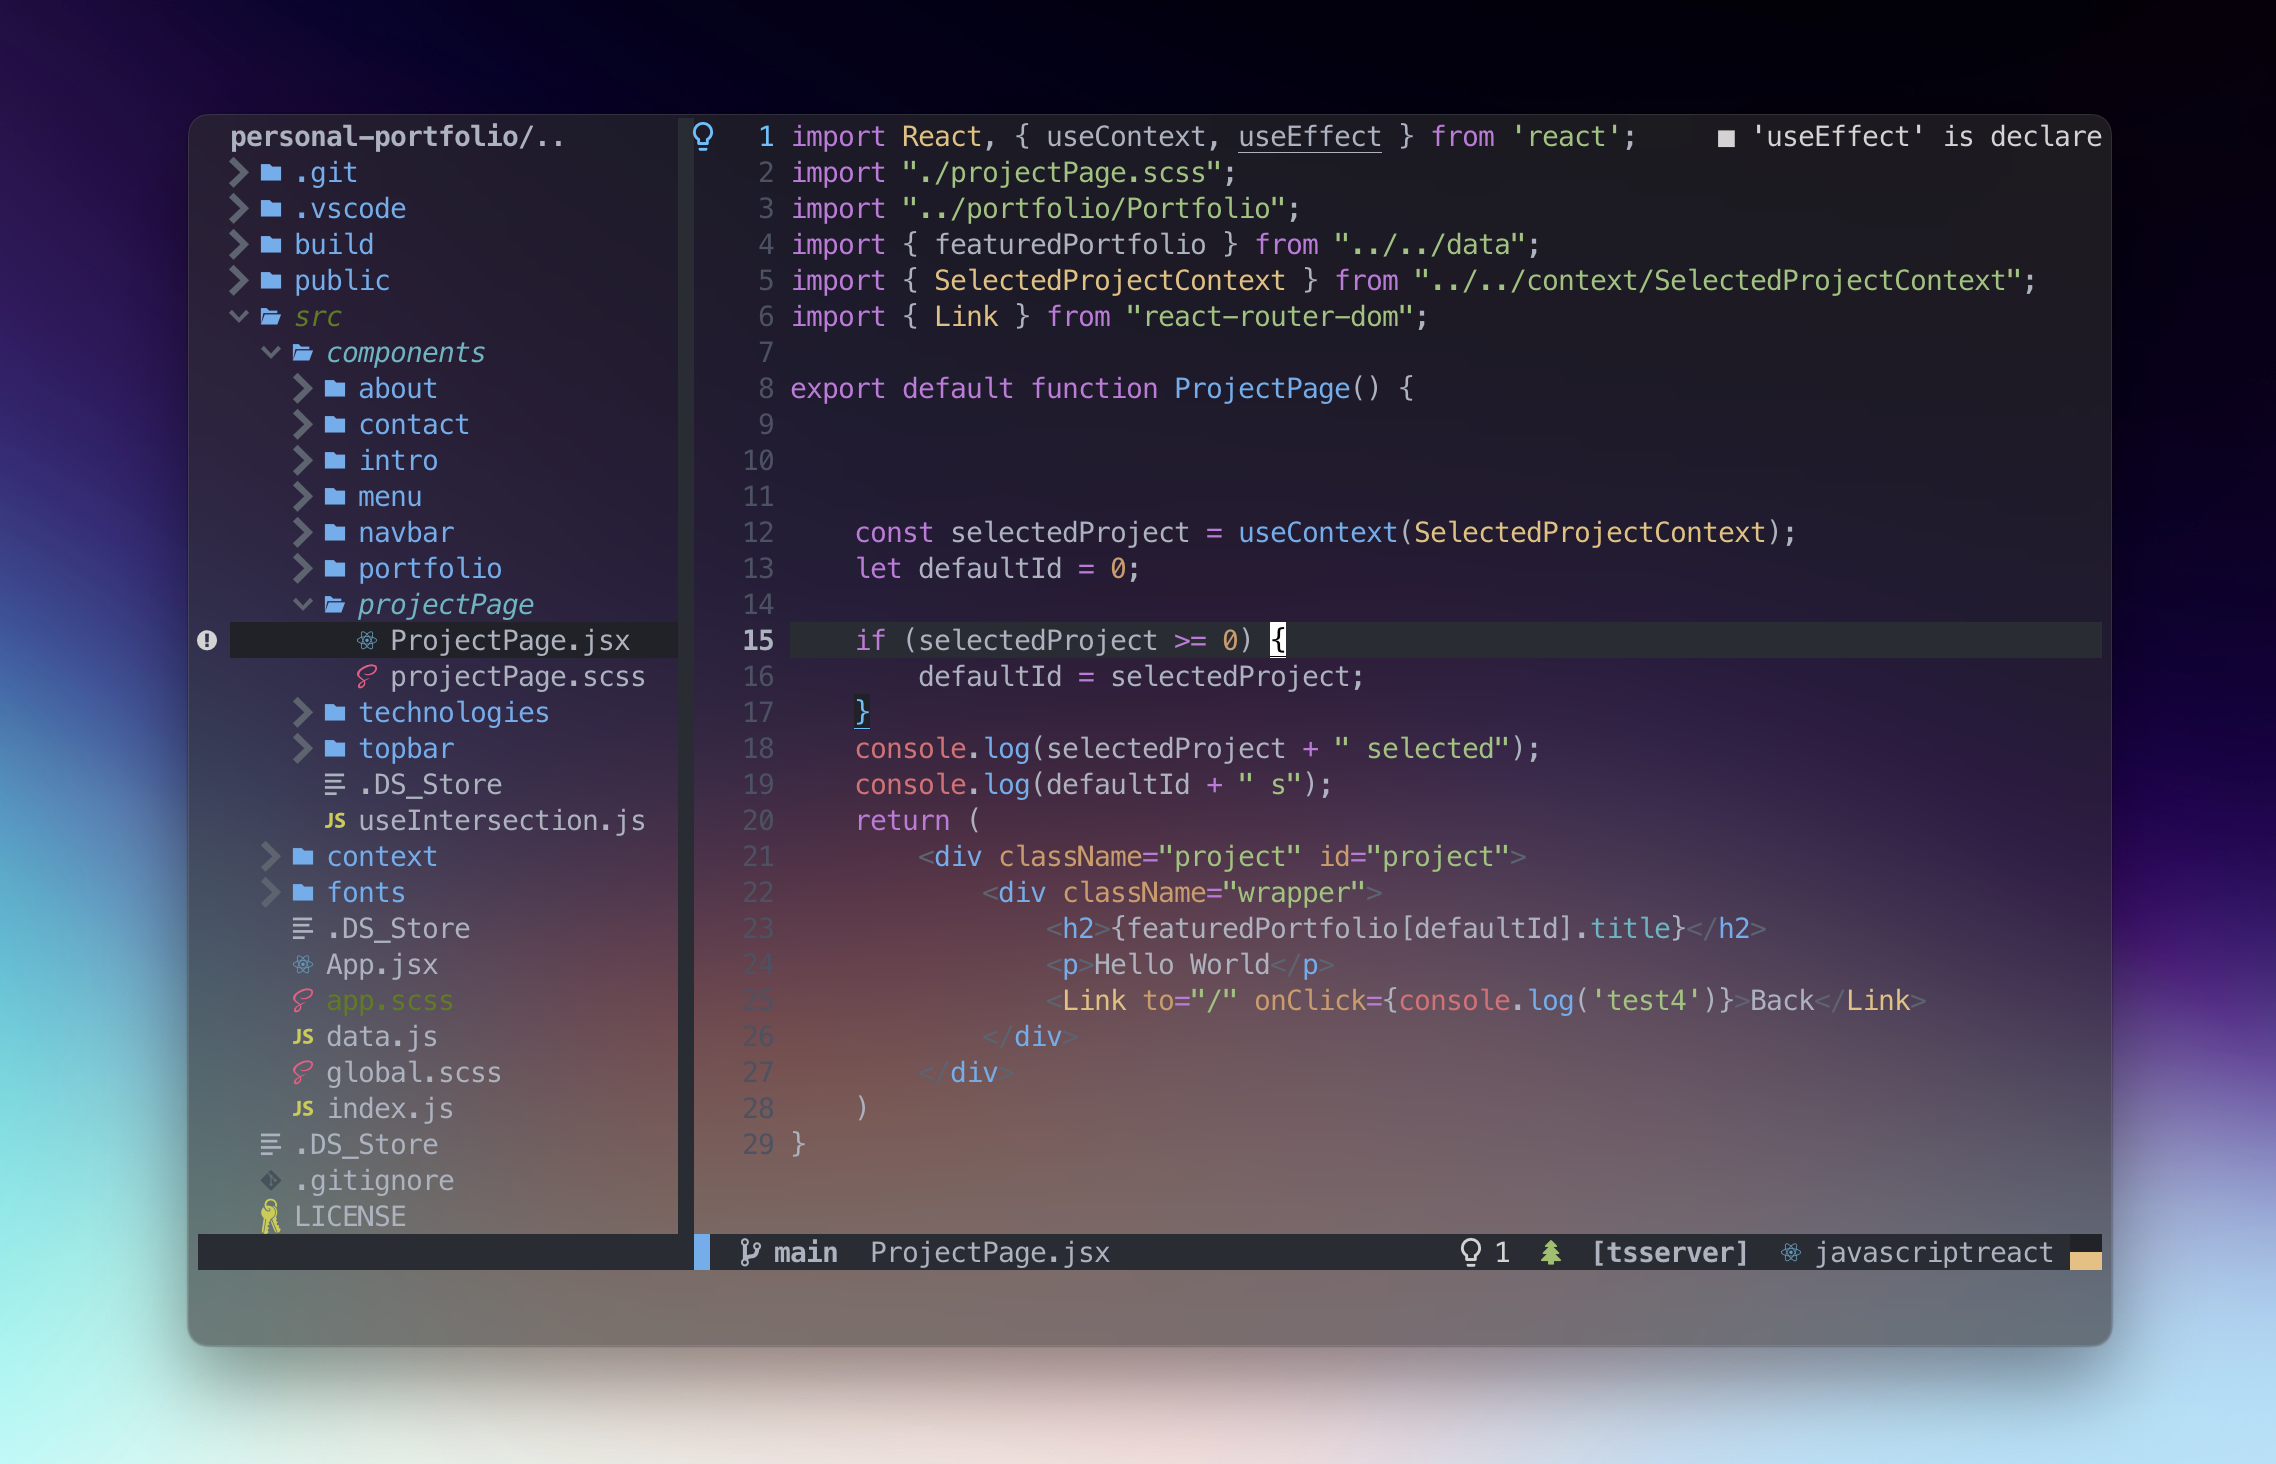 personal-portfolio/..
.git
.vscode
build
public
src
components
about
contact
intro
menu
navbar
portfolio
projectPage
ProjectPage.jsx
projectPage.scss
technologies
topbar
.DS_Store
JS useIntersection.js
context
fonts
.DS_Store
App.jsx
app.scss
JS data.js
global.scss
JS index.js
.DS_Store
.gitignore
LICENSE
1 import React, { useContext, useEffect } from 'react'; ■ 'useEffect' is declare
2 import "./projectPage.scss";
3 import "../portfolio/Portfolio";
4 import { featuredPortfolio } from "../../data";
5 import { SelectedProjectContext } from "../../context/SelectedProjectContext";
6 import { Link } from "react-router-dom";
7
8 export default function ProjectPage() {
9
10
11
12     const selectedProject = useContext(SelectedProjectContext);
13     let defaultId = 0;
14
15     if (selectedProject >= 0) {
16         defaultId = selectedProject;
17     }
18     console.log(selectedProject + " selected");
19     console.log(defaultId + " s");
20     return (
21         <div className="project" id="project">
22             <div className="wrapper">
23                 <h2>{featuredPortfolio[defaultId].title}</h2>
24                 <p>Hello World</p>
25                 <Link to="/" onClick={console.log('test4')}>Back</Link>
26             </div>
27         </div>
28     )
29 }
main ProjectPage.jsx 1 [tsserver] javascriptreact